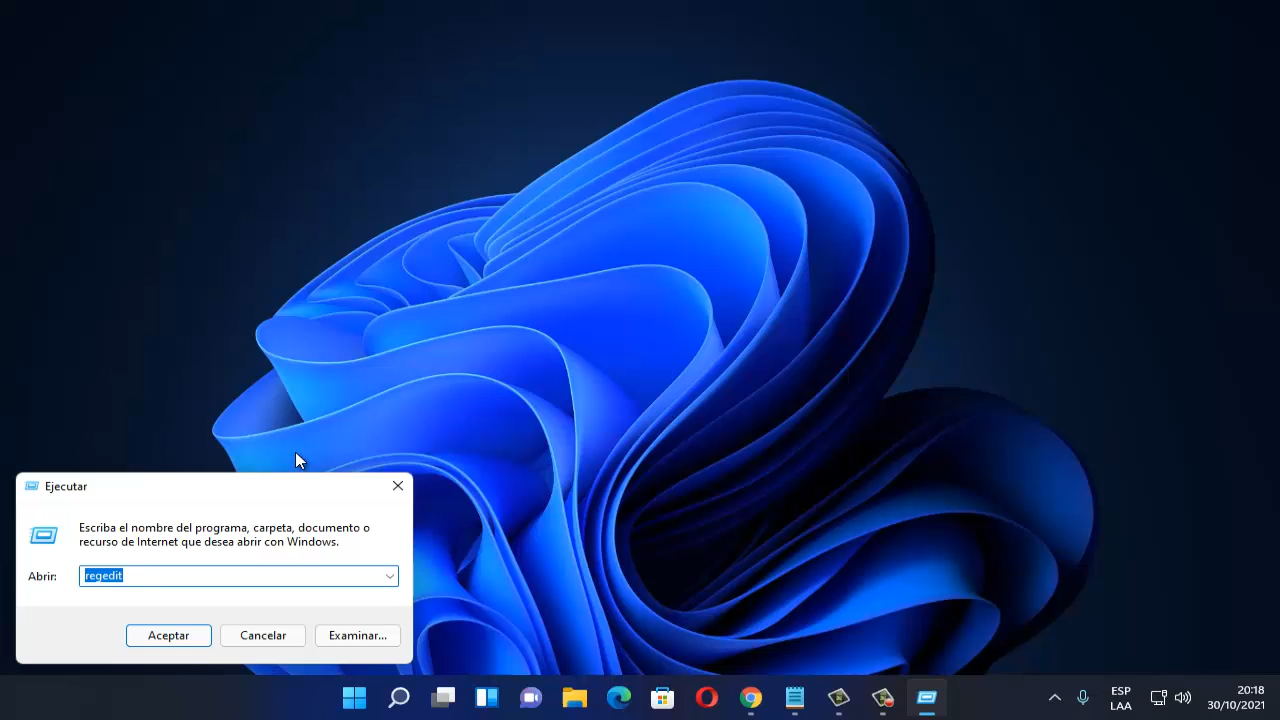 Ejecutar
Escriba el nombre del programa, carpeta, documento o
recurso de Internet que desea abrir con Windows.
Abrir: regedit
Aceptar Cancelar Examinar...
ESP
LAA
20:18
30/10/2021